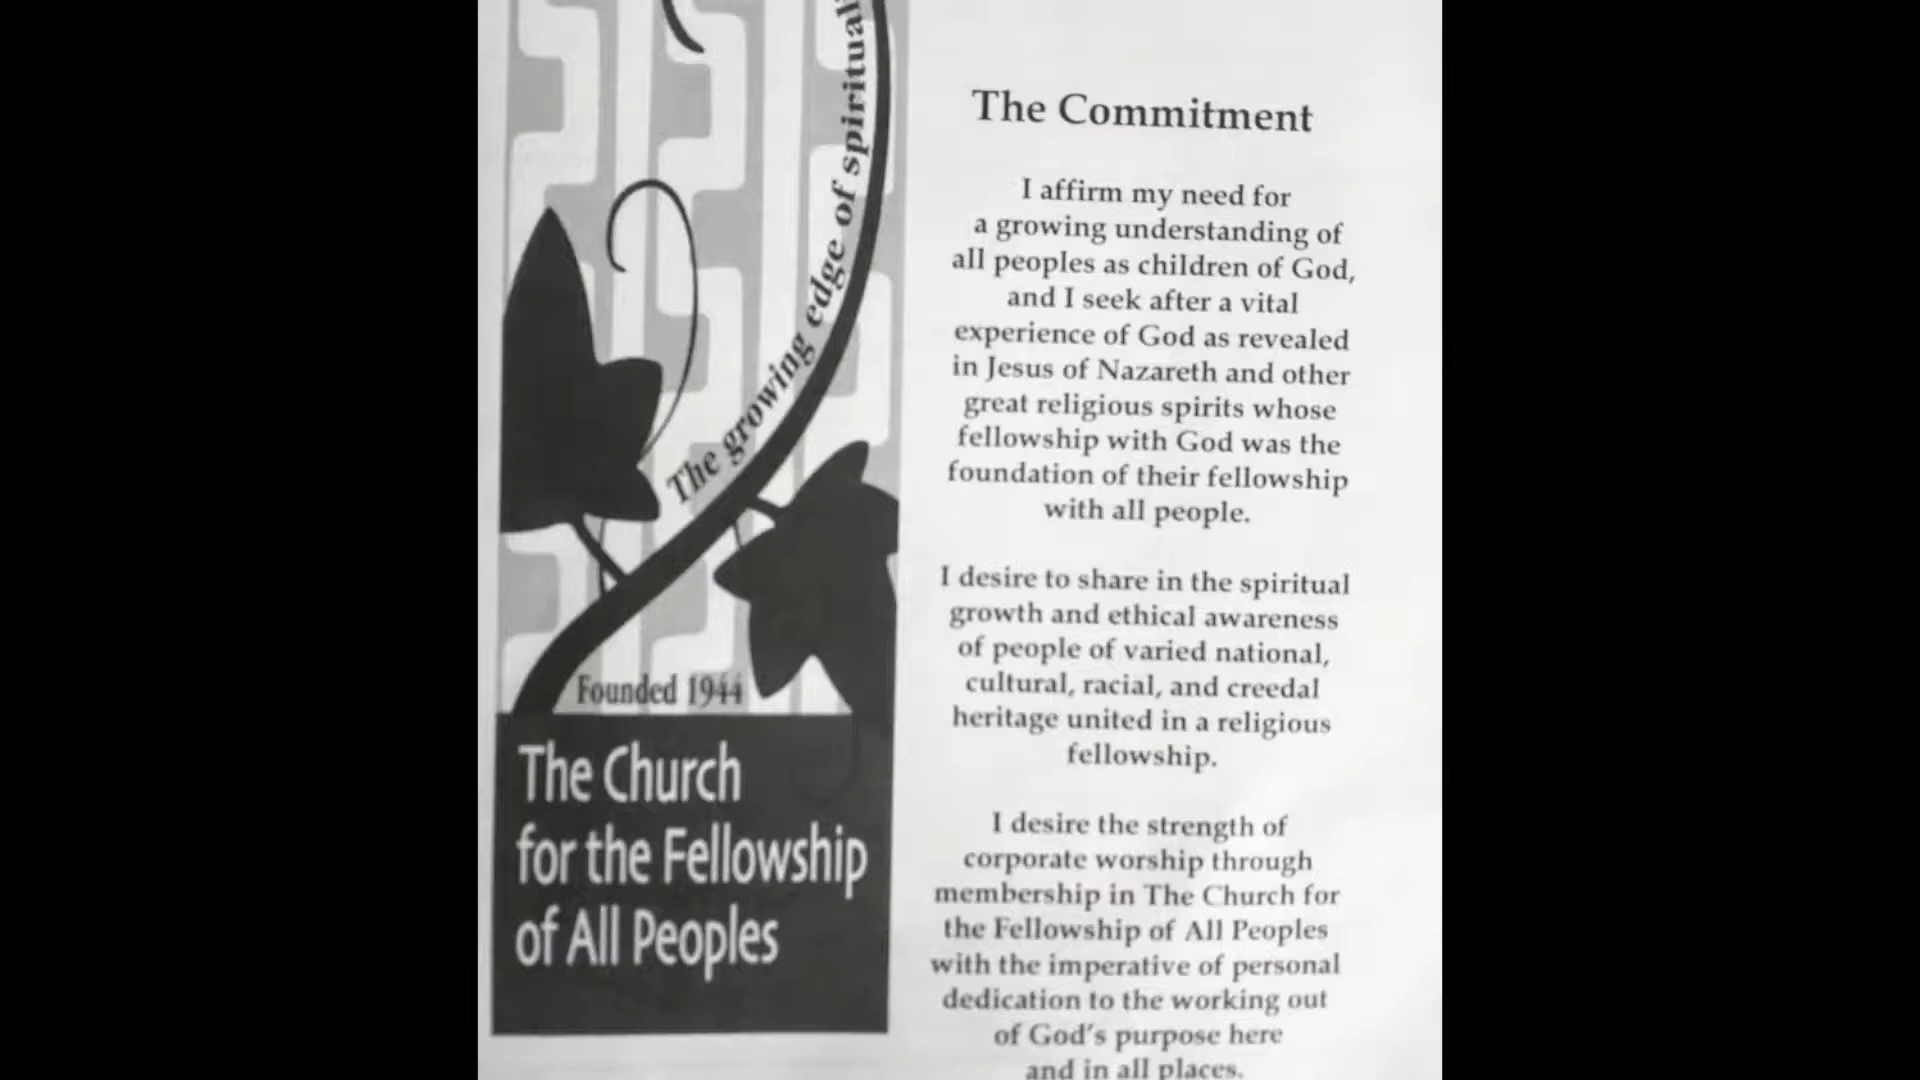 The growing edge of spiritual
Founded 1944
The Church
for the Fellowship
of All Peoples
The Commitment
I affirm my need for
a growing understanding of
all peoples as children of God,
and I seek after a vital
experience of God as revealed
in Jesus of Nazareth and other
great religious spirits whose
fellowship with God was the
foundation of their fellowship
with all people.
I desire to share in the spiritual
growth and ethical awareness
of people of varied national,
cultural, racial, and creedal
heritage united in a religious
fellowship.
I desire the strength of
corporate worship through
membership in The Church for
the Fellowship of All Peoples
with the imperative of personal
dedication to the working out
of God's purpose here
and in all places.